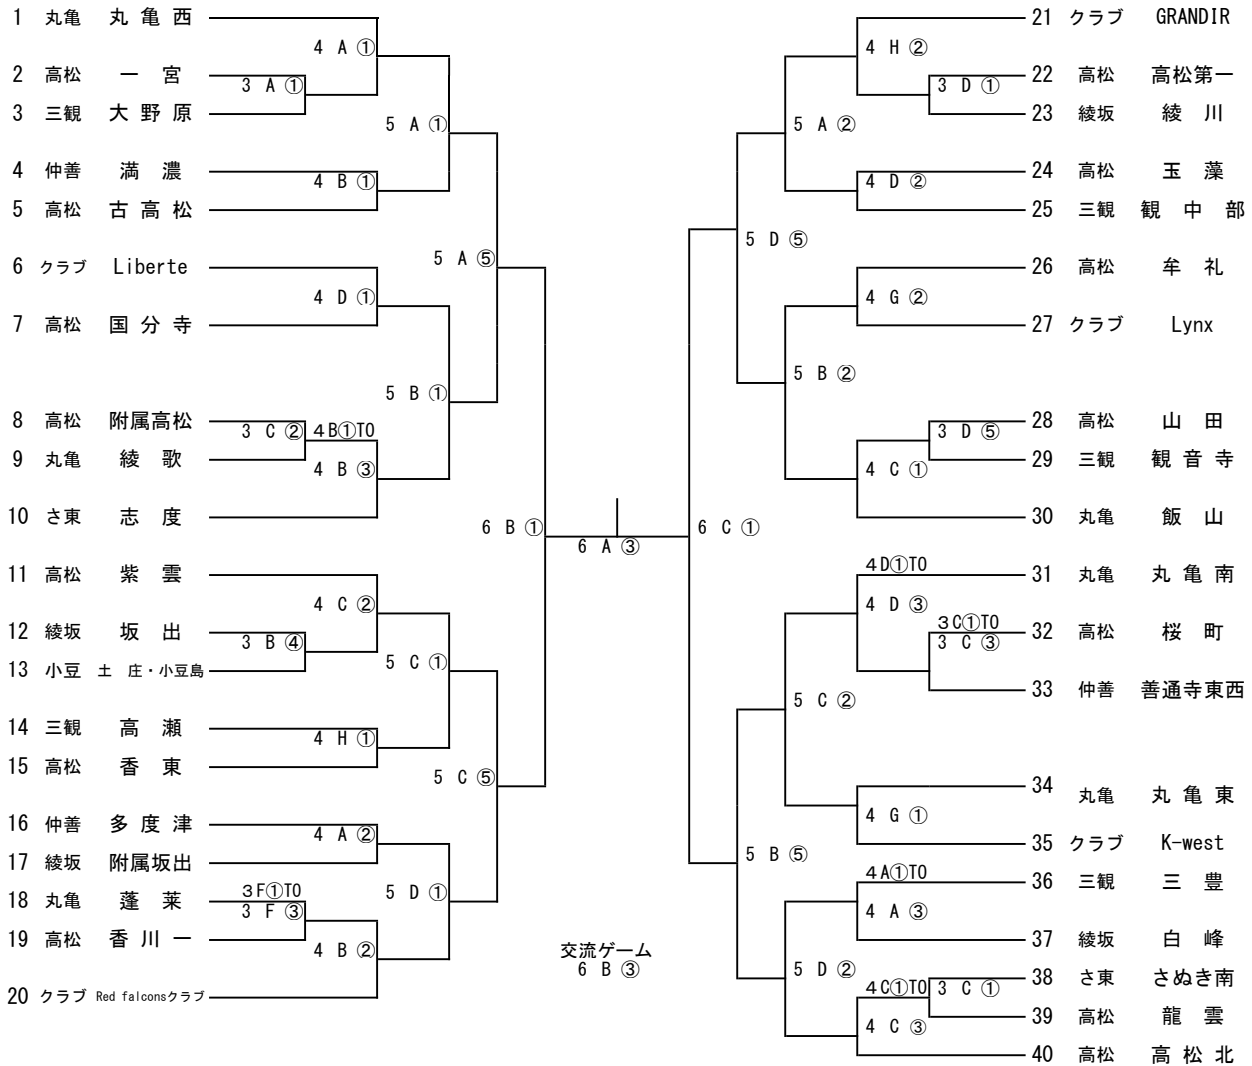 1 丸亀 丸 亀 西
4 A ①
2 高松 一 宮
3 A ①
3 三観 大 野 原
5 A ①
4 仲善 満 濃
4 B ①
5 高松 古 高 松
5 A ⑤
6 クラブ Liberte
4 D ①
7 高松 国 分 寺
5 B ①
8 高松 附属高松
3 C ② 4B①TO
9 丸亀 綾 歌
4 B ③
10 さ東 志 度
6 B ①
11 高松 紫 雲
4 C ②
12 綾坂 坂 出
3 B ④
13 小豆 土 庄・小豆島
5 C ①
14 三観 高 瀬
4 H ①
15 高松 香 東
5 C ⑤
16 仲善 多 度 津
4 A ②
17 綾坂 附属坂出
3F①TO
18 丸亀 蓬 莱
3 F ③
5 D ①
19 高松 香 川 一
4 B ②
20 クラブ Red falconsクラブ
6 A ③
交流ゲーム
6 B ③
21 クラブ GRANDIR
4 H ②
22 高松 高松第一
3 D ①
23 綾坂 綾 川
5 A ②
24 高松 玉 藻
4 D ②
25 三観 観 中 部
5 D ⑤
26 高松 牟 礼
4 G ②
27 クラブ Lynx
5 B ②
28 高松 山 田
3 D ⑤
29 三観 観 音 寺
4 C ①
30 丸亀 飯 山
6 C ①
4D①TO
31 丸亀 丸 亀 南
4 D ③
3C①TO
32 高松 桜 町
3 C ③
33 仲善 善通寺東西
5 C ②
34 丸亀 丸 亀 東
4 G ①
35 クラブ K-west
5 B ⑤
4A①TO
36 三観 三 豊
4 A ③
37 綾坂 白 峰
5 D ②
38 さ東 さぬき南
4C①TO 3 C ①
39 高松 龍 雲
4 C ③
40 高松 高 松 北